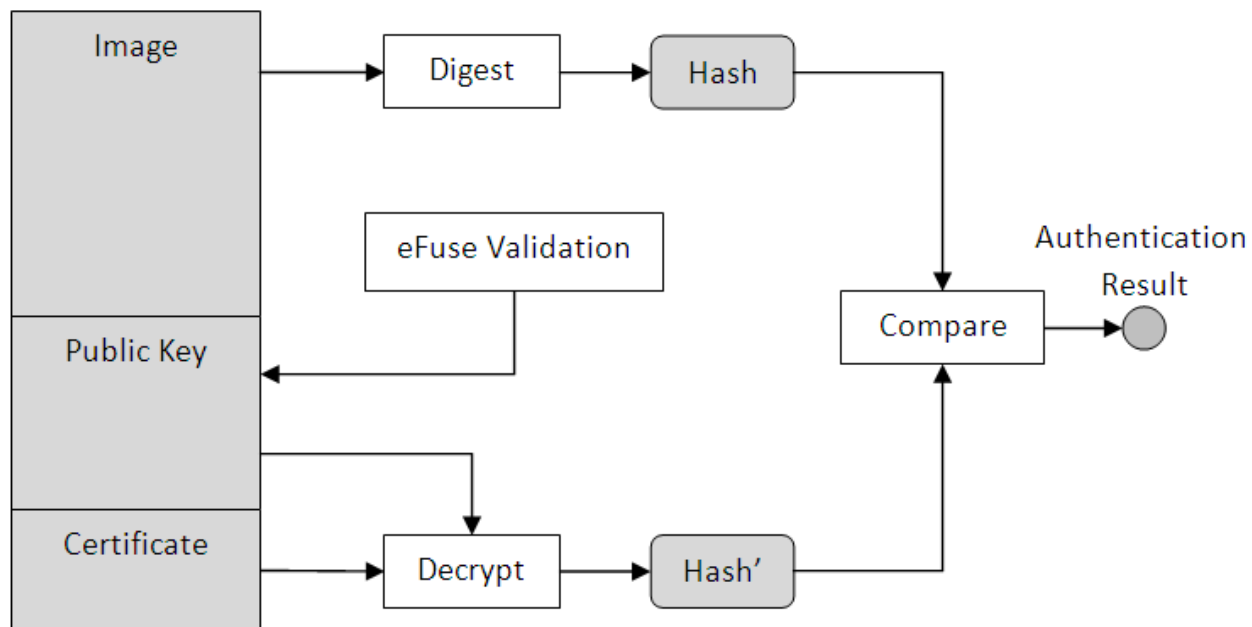 Image
Digest
Hash
eFuse Validation
Authentication
Result
Compare
Public Key
Certificate
Decrypt
Hash’